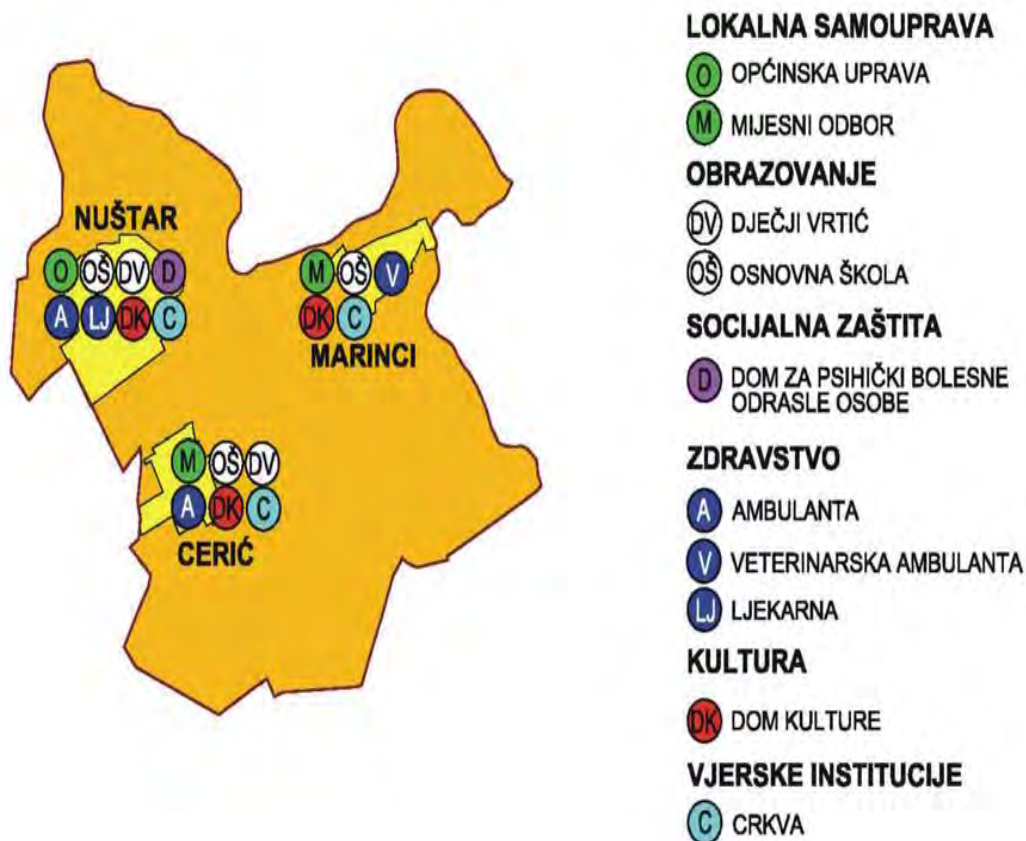 NUŠTAR
O OŠ DV D
A LJ DK C
M OŠ V
DK C
MARINCI
M OŠ DV
A DK C
CERIĆ
LOKALNA SAMOUPRAVA
O OPĆINSKA UPRAVA
M MIJESNI ODBOR
OBRAZOVANJE
DV DJEČJI VRTIĆ
OŠ OSNOVNA ŠKOLA
SOCIJALNA ZAŠTITA
D DOM ZA PSIHIČKI BOLESNE
ODRASLE OSOBE
ZDRAVSTVO
A AMBULANTA
V VETERINARSKA AMBULANTA
LJ LJEKARNA
KULTURA
DK DOM KULTURE
VJERSKE INSTITUCIJE
C CRKVA